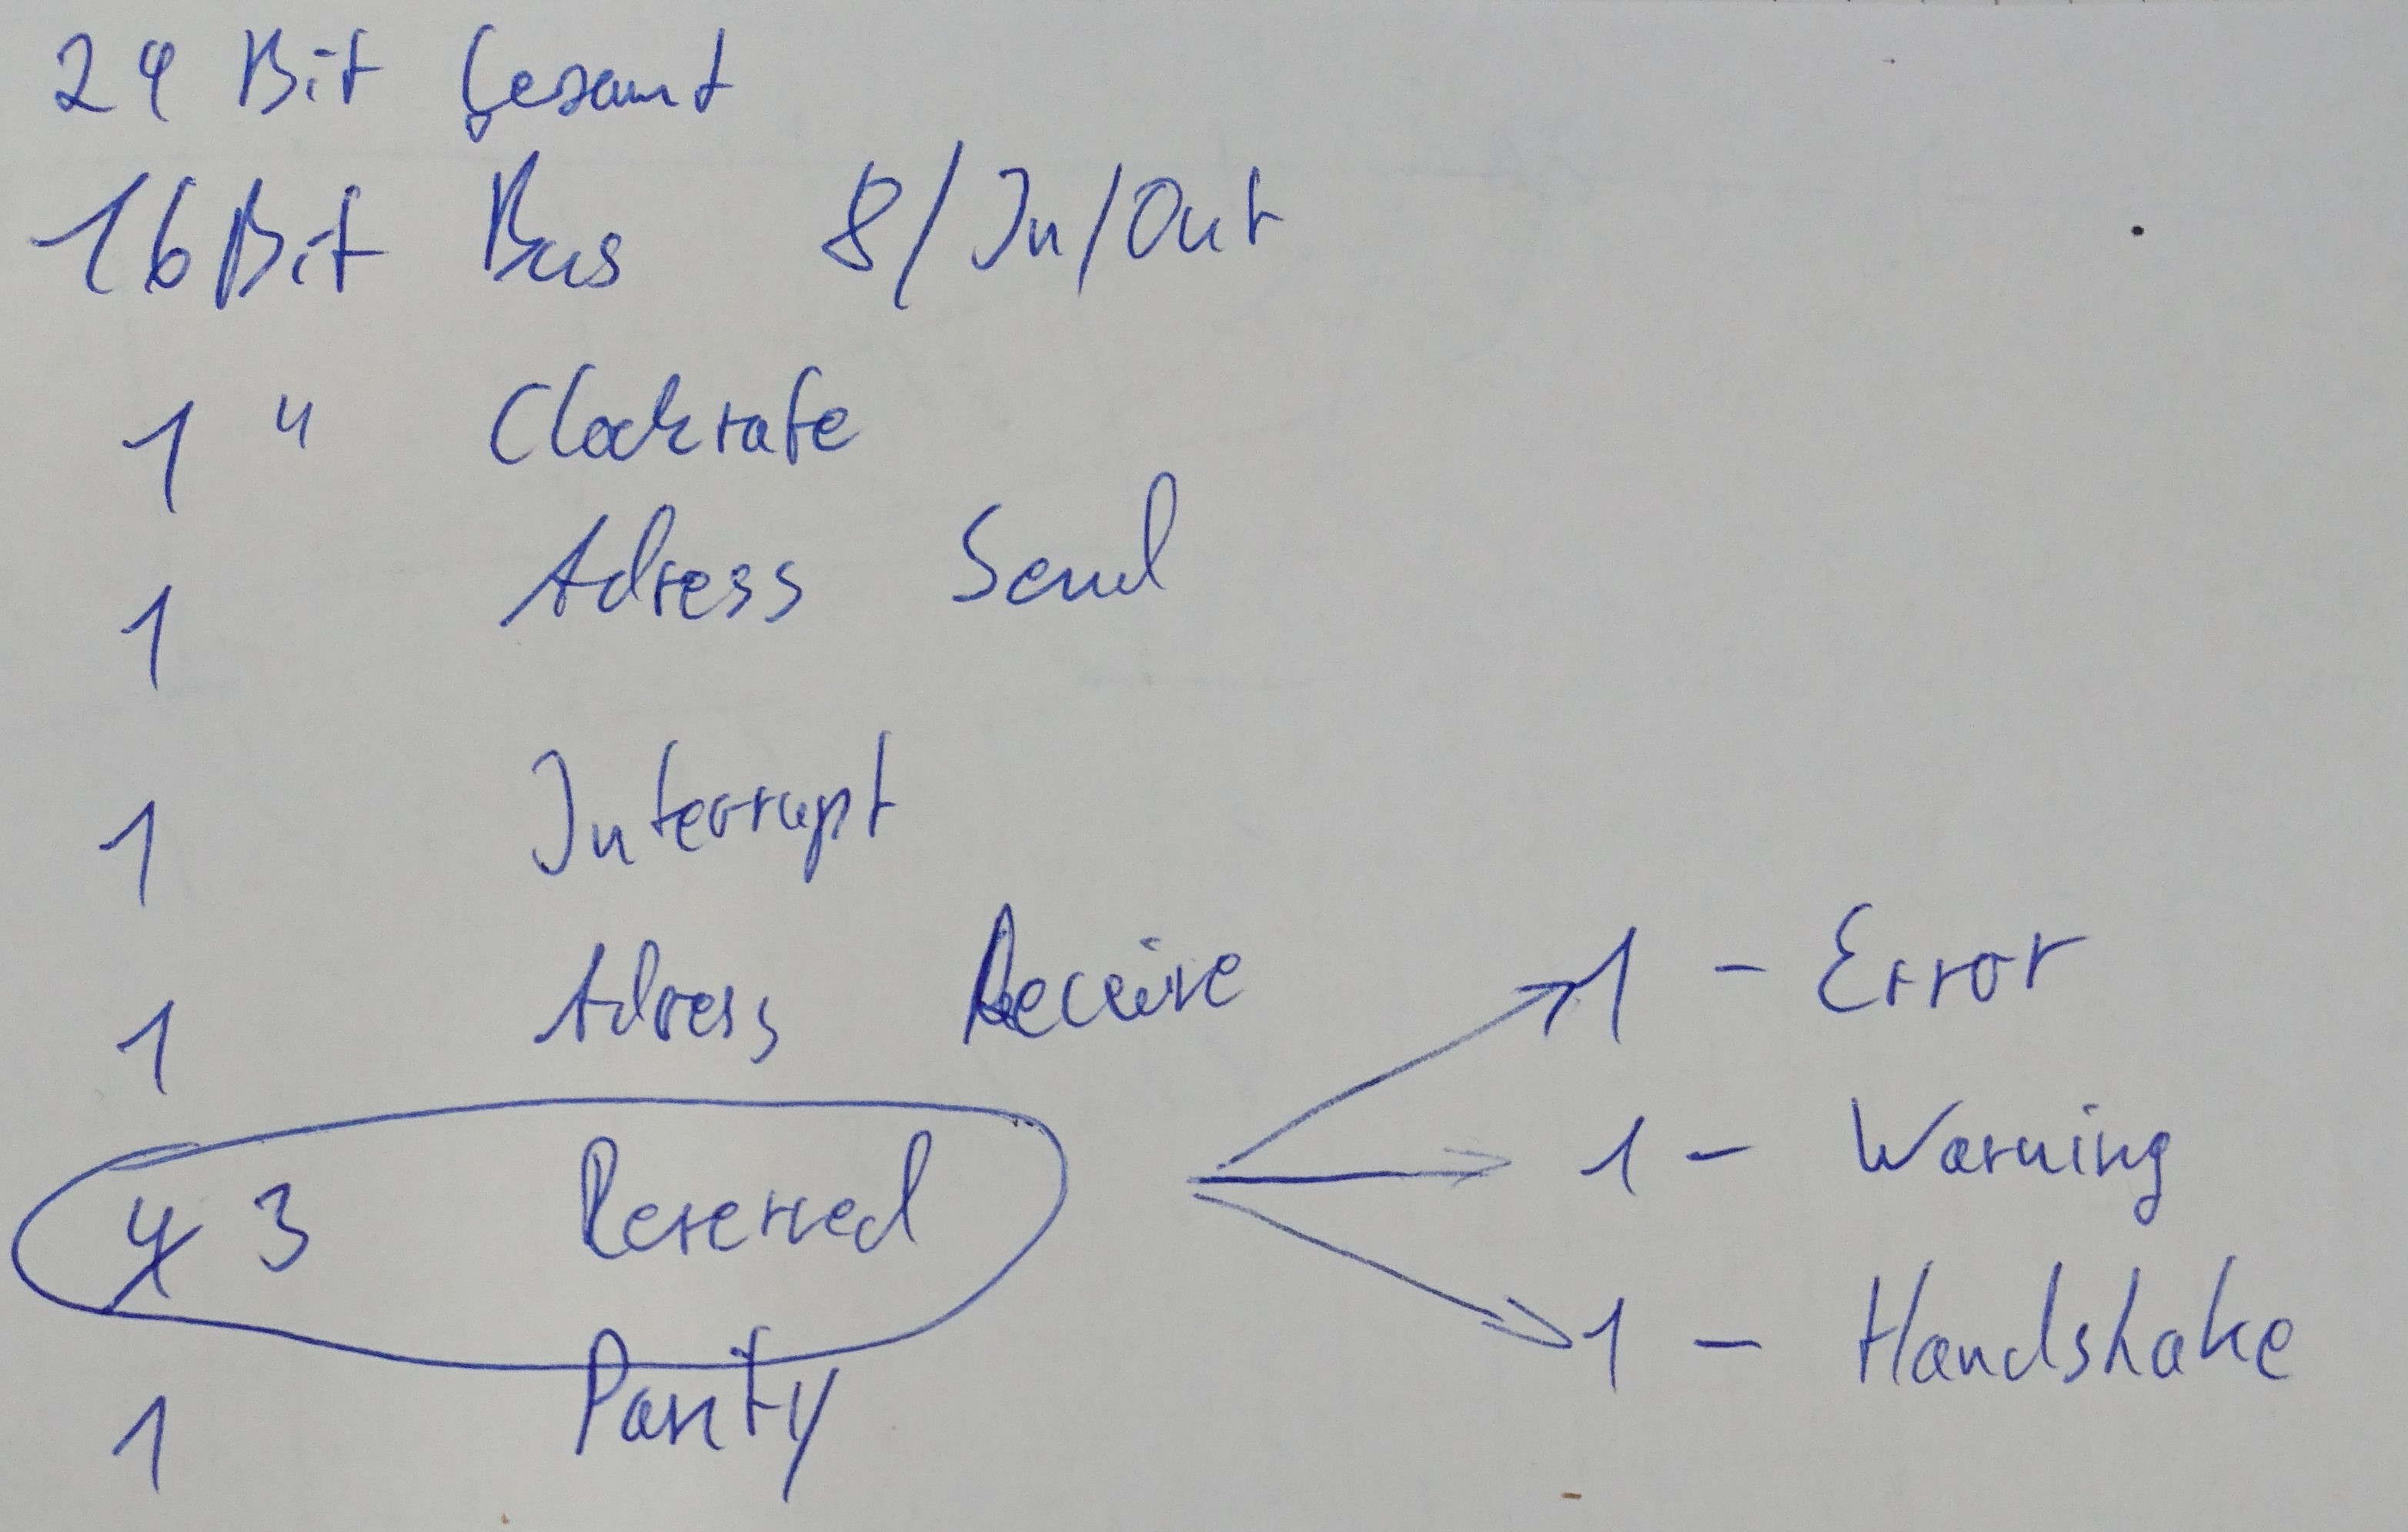 24 Bit Gesamt
16 Bit Bus 8/In/Out
1 " Clockrate
1 Adress Send
1 Interrupt
1 Adress Receive
4 3 Reserved
1 Parity
1 - Error
1 - Warning
1 - Handshake